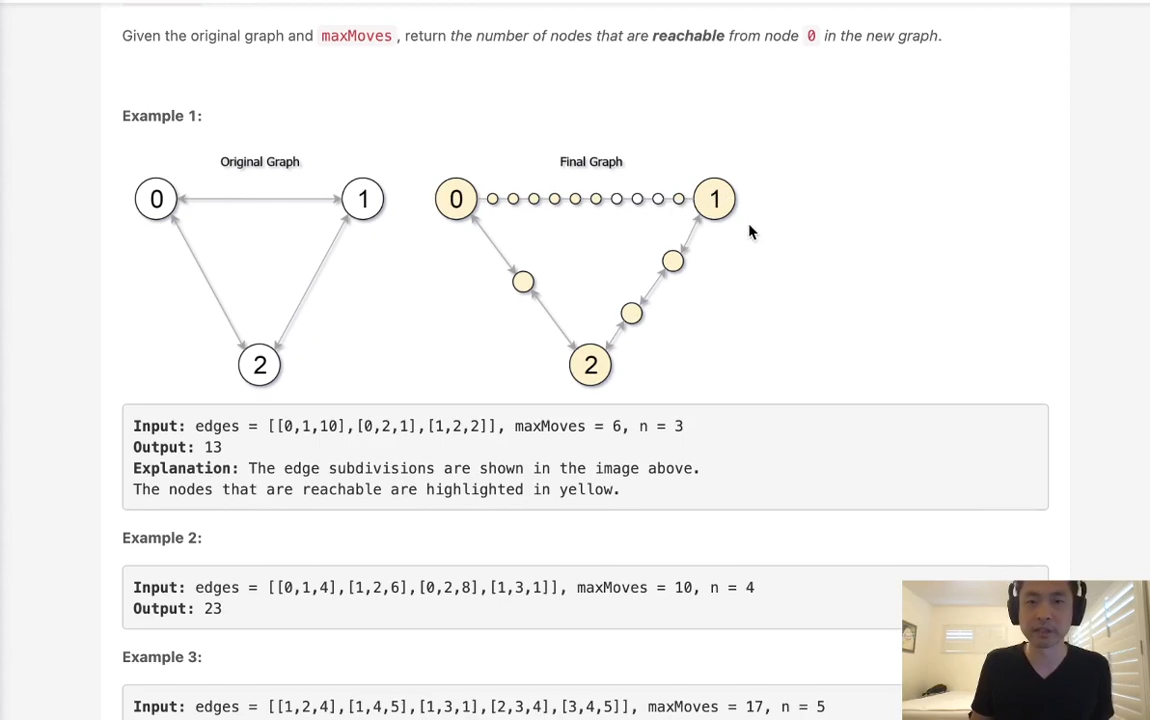 Given the original graph and maxMoves , return the number of nodes that are reachable from node 0 in the new graph.
Example 1:
Original Graph
Final Graph
0
1
0
1
2
2
Input: edges = [[0,1,10],[0,2,1],[1,2,2]], maxMoves = 6, n = 3
Output: 13
Explanation: The edge subdivisions are shown in the image above.
The nodes that are reachable are highlighted in yellow.
Example 2:
Input: edges = [[0,1,4],[1,2,6],[0,2,8],[1,3,1]], maxMoves = 10, n = 4
Output: 23
Example 3:
Input: edges = [[1,2,4],[1,4,5],[1,3,1],[2,3,4],[3,4,5]], maxMoves = 17, n = 5